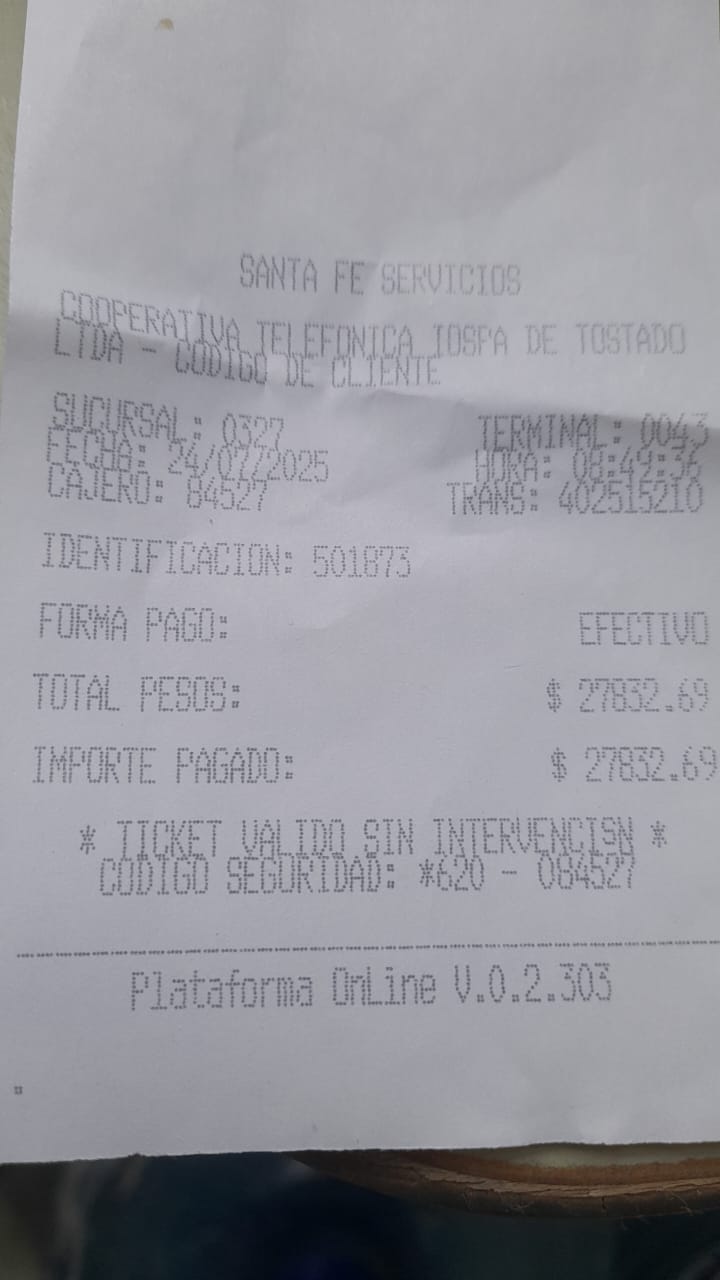 SANTA FE SERVICIOS
COOPERATIVA TELEFONICA IOSPA DE TOSTADO
LTDA - CODIGO DE CLIENTE
SUCURSAL: 0327 TERMINAL: 0043
FECHA: 24/07/2025 HORA: 08:49:36
CAJERO: 84527 TRANS: 402515210
IDENTIFICACION: 501873
FORMA PAGO: EFECTIVO
TOTAL PESOS: $ 27832.69
IMPORTE PAGADO: $ 27832.69
* TICKET VALIDO SIN INTERVENCISN *
CODIGO SEGURIDAD: *620 - 084527
Plataforma OnLine V.0.2.303